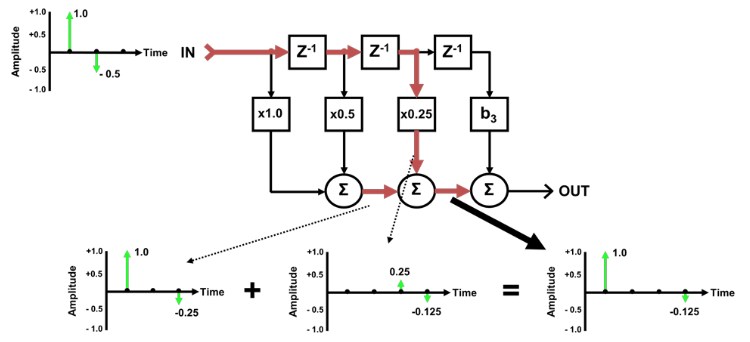 +1.0
+0.5
- 0.5
- 1.0
Amplitude
1.0
- 0.5
Time
IN
Z-1
Z-1
Z-1
x1.0
x0.5
x0.25
b3
Σ
Σ
Σ
OUT
+1.0
+0.5
- 0.5
- 1.0
Amplitude
1.0
-0.25
Time
+
+1.0
+0.5
- 0.5
- 1.0
Amplitude
0.25
-0.125
Time
=
+1.0
+0.5
- 0.5
- 1.0
Amplitude
1.0
-0.125
Time